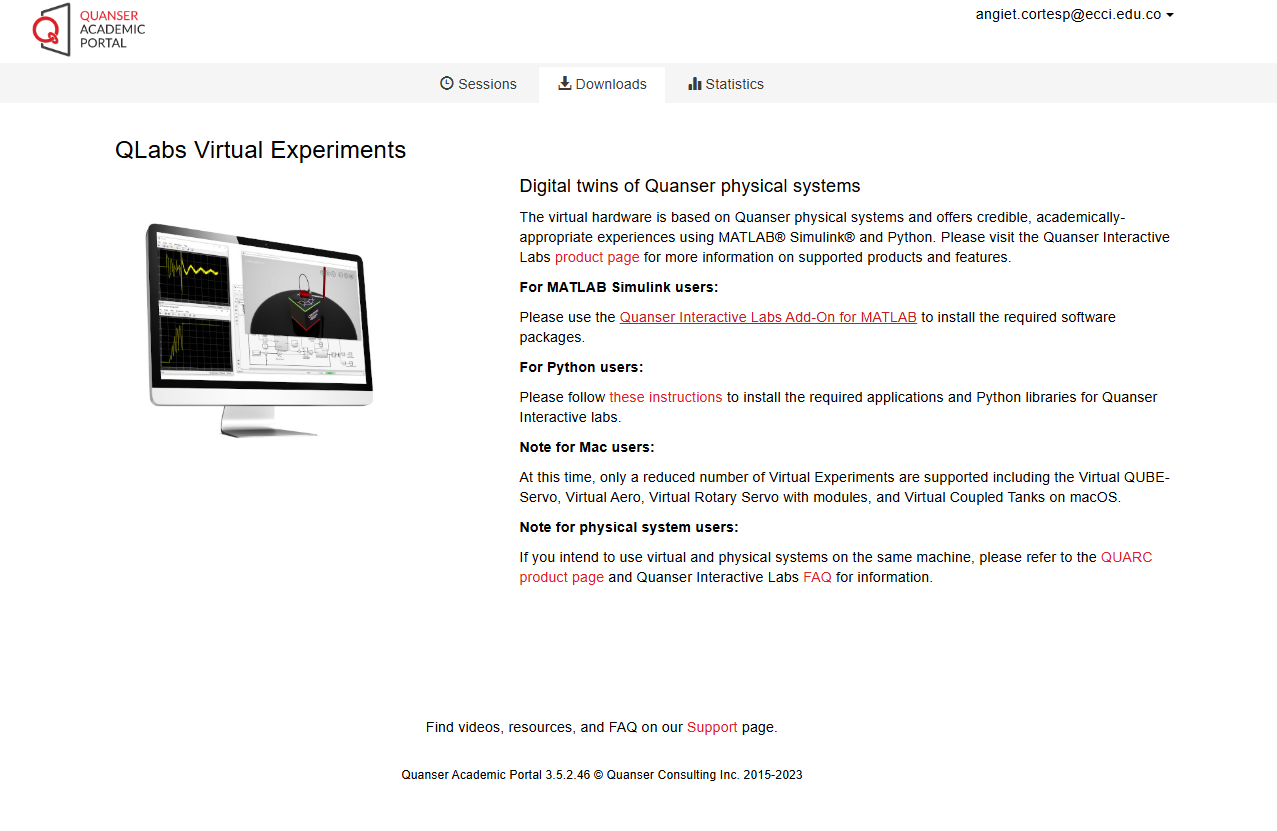 QUANSER
ACADEMIC
PORTAL
angiet.cortesp@ecci.edu.co
Sessions
Downloads
Statistics
QLabs Virtual Experiments
Digital twins of Quanser physical systems
The virtual hardware is based on Quanser physical systems and offers credible, academically-
appropriate experiences using MATLAB® Simulink® and Python. Please visit the Quanser Interactive
Labs product page for more information on supported products and features.
For MATLAB Simulink users:
Please use the Quanser Interactive Labs Add-On for MATLAB to install the required software
packages.
For Python users:
Please follow these instructions to install the required applications and Python libraries for Quanser
Interactive labs.
Note for Mac users:
At this time, only a reduced number of Virtual Experiments are supported including the Virtual QUBE-
Servo, Virtual Aero, Virtual Rotary Servo with modules, and Virtual Coupled Tanks on macOS.
Note for physical system users:
If you intend to use virtual and physical systems on the same machine, please refer to the QUARC
product page and Quanser Interactive Labs FAQ for information.
Find videos, resources, and FAQ on our Support page.
Quanser Academic Portal 3.5.2.46 © Quanser Consulting Inc. 2015-2023